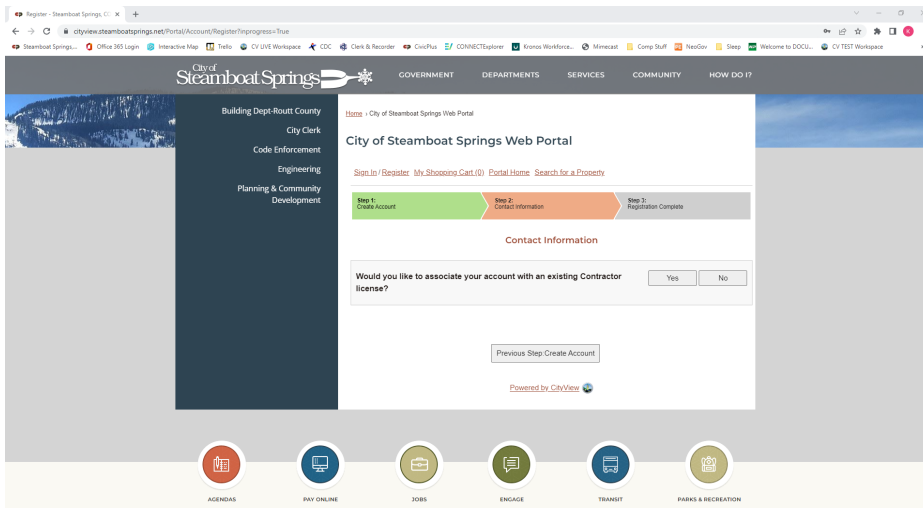 Register - Steamboat Springs, CO
cityview.steamboatsprings.net/Portal/Account/Register?inprogress=True
Steamboat Springs,...
Office 365 Login
Interactive Map
Trello
CV LIVE Workspace
CDC
Clerk & Recorder
CivicPlus
CONNECTExplorer
Kronos Workforce...
Mimecast
Comp Stuff
NeoGov
Sleep
Welcome to DOCU...
CV TEST Workspace
City of
Steamboat Springs
GOVERNMENT
DEPARTMENTS
SERVICES
COMMUNITY
HOW DO I?
Building Dept-Routt County
City Clerk
Code Enforcement
Engineering
Planning & Community
Development
Home › City of Steamboat Springs Web Portal
City of Steamboat Springs Web Portal
Sign In / Register My Shopping Cart (0) Portal Home Search for a Property
Step 1:
Create Account
Step 2:
Contact Information
Step 3:
Registration Complete
Contact Information
Would you like to associate your account with an existing Contractor
license?
Yes
No
Previous Step:Create Account
Powered by CityView
AGENDAS
PAY ONLINE
JOBS
ENGAGE
TRANSIT
PARKS & RECREATION